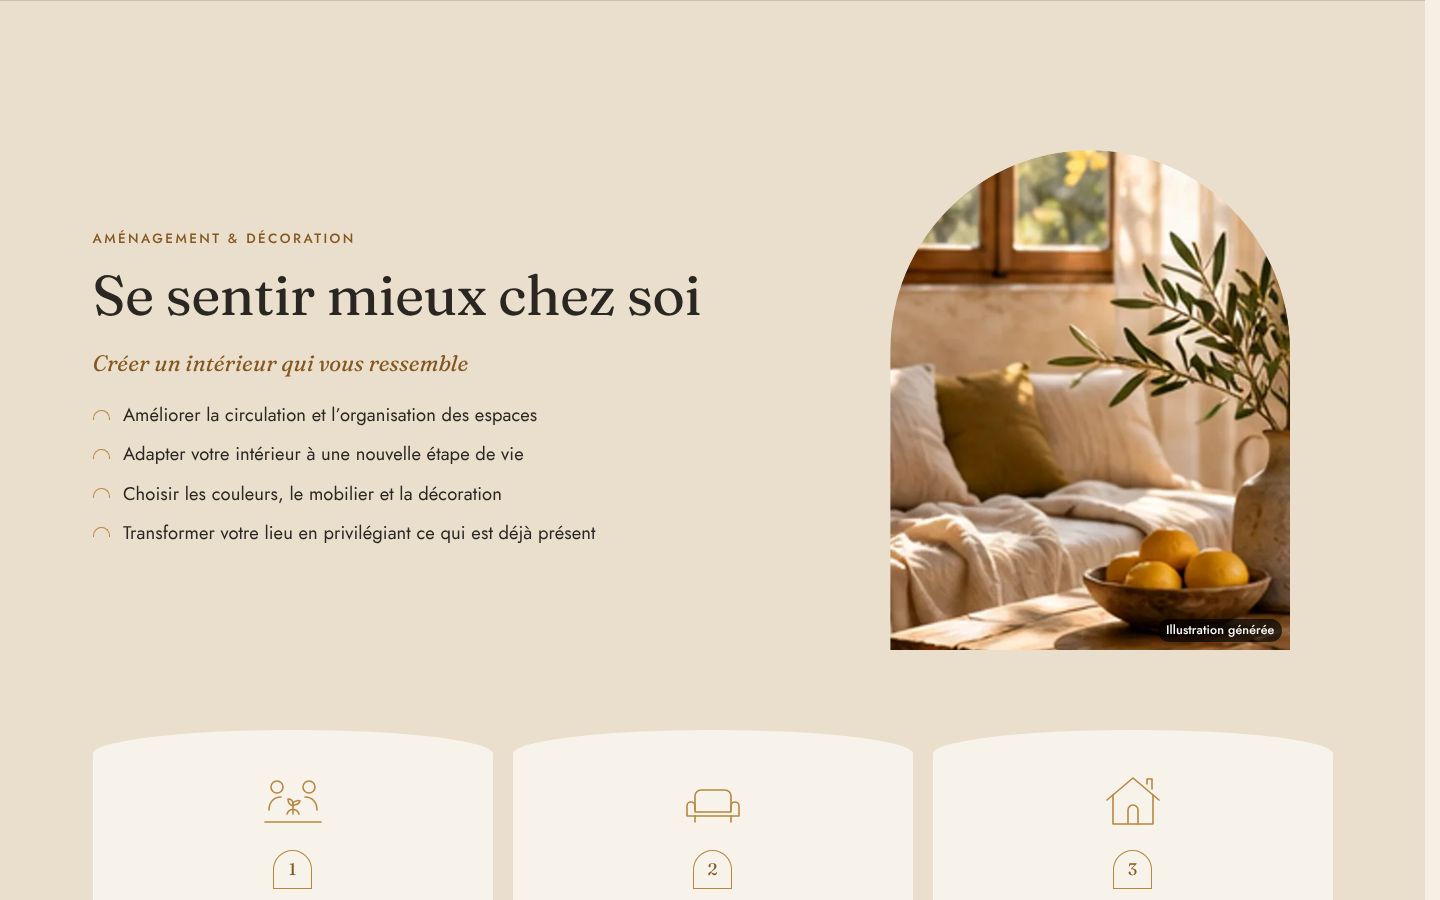 AMÉNAGEMENT & DÉCORATION
Se sentir mieux chez soi
Créer un intérieur qui vous ressemble
Améliorer la circulation et l’organisation des espaces
Adapter votre intérieur à une nouvelle étape de vie
Choisir les couleurs, le mobilier et la décoration
Transformer votre lieu en privilégiant ce qui est déjà présent
Illustration générée
1
2
3